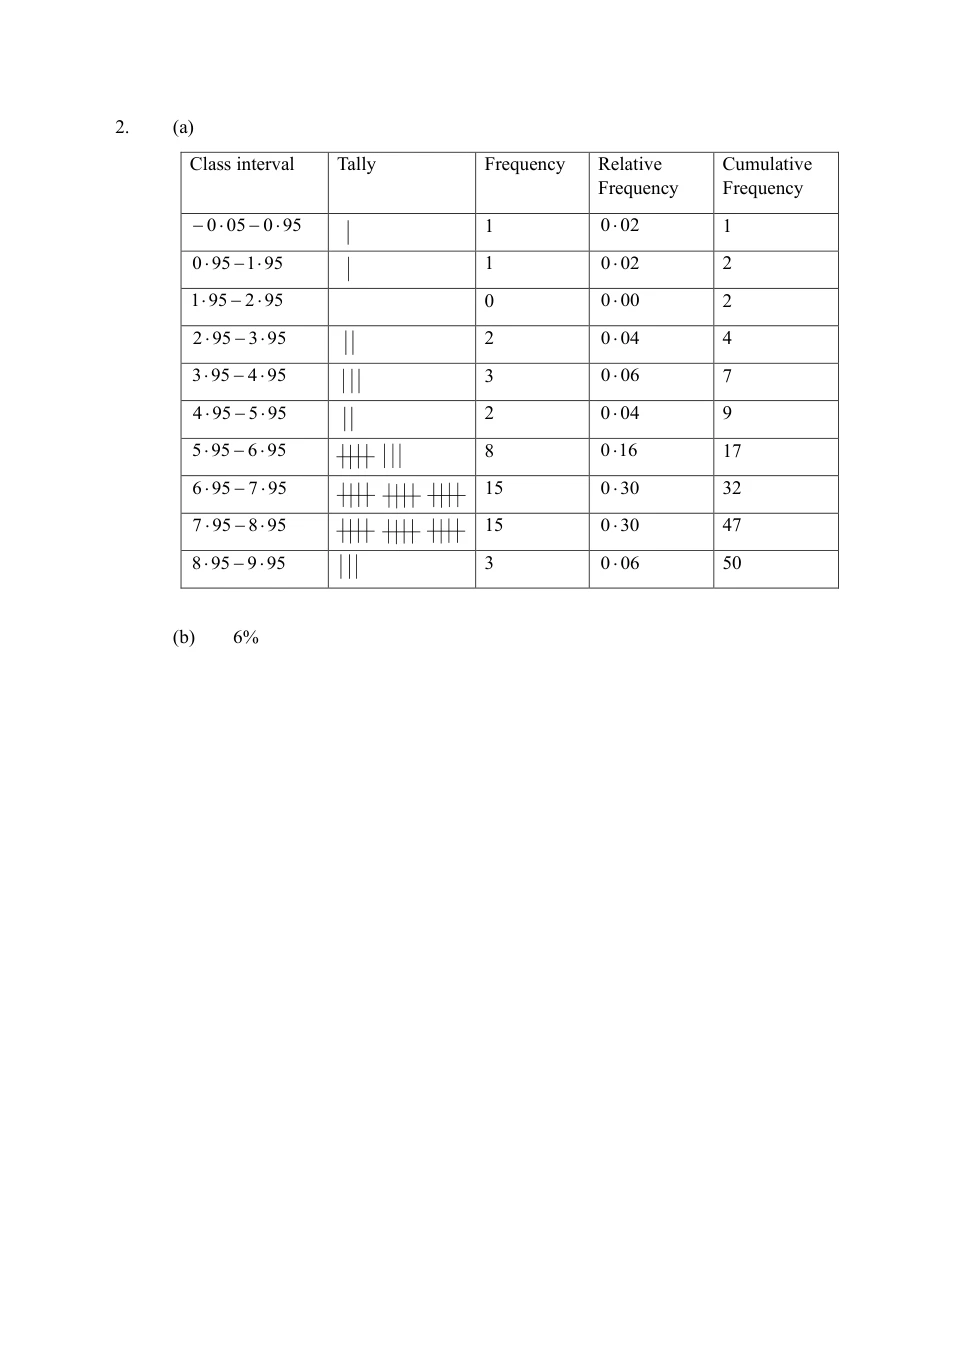 2. (a)
Class interval Tally Frequency Relative Frequency Cumulative Frequency
−0·05−0·95 | 1 0·02 1
0·95−1·95 | 1 0·02 2
1·95−2·95 0 0·00 2
2·95−3·95 || 2 0·04 4
3·95−4·95 ||| 3 0·06 7
4·95−5·95 || 2 0·04 9
5·95−6·95 |||| ||| 8 0·16 17
6·95−7·95 |||| |||| |||| 15 0·30 32
7·95−8·95 |||| |||| |||| 15 0·30 47
8·95−9·95 ||| 3 0·06 50
(b) 6%